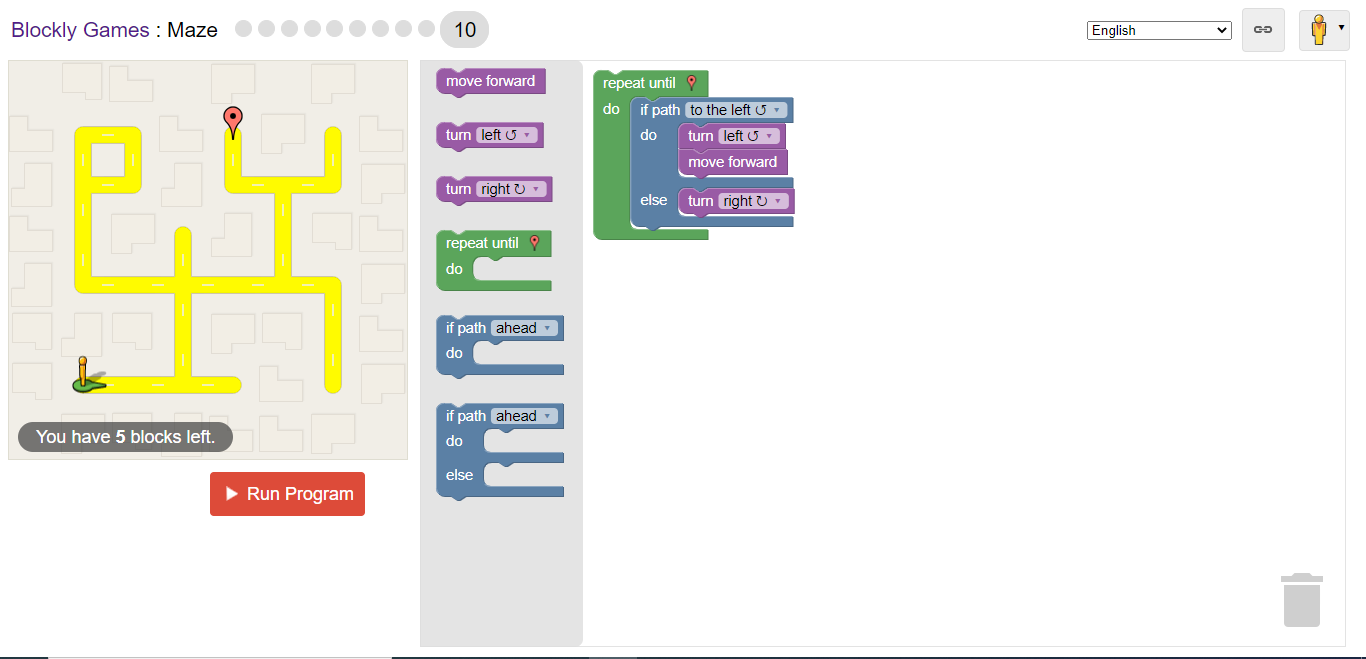 Blockly Games : Maze 10
English
You have 5 blocks left.
Run Program
move forward
turn left ↺
turn right ↻
repeat until
do
if path ahead
do
if path ahead
do
else
repeat until
do if path to the left ↺
do turn left ↺
move forward
else turn right ↻